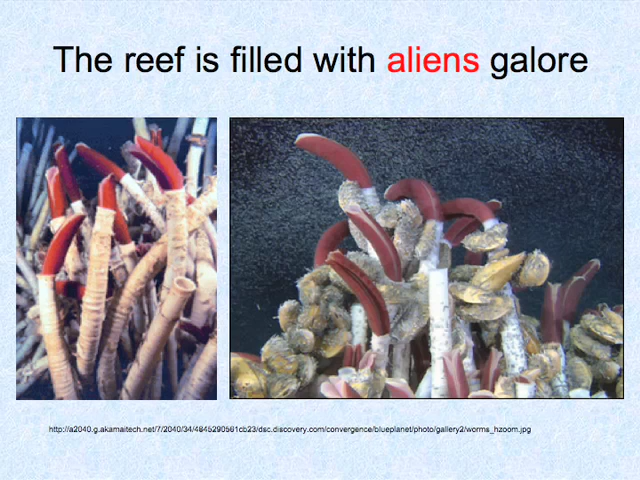 The reef is filled with aliens galore
http://a2040.g.akamaitech.net/7/2040/34/4845290561cb23/dsc.discovery.com/convergence/blueplanet/photo/gallery2/worms_hzoom.jpg